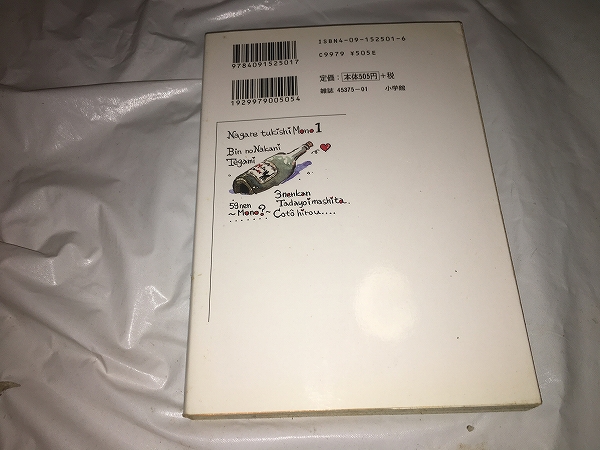 ISBN4-09-152501-6
C9979 ¥505E
9784091525017
1929979005054
定価：本体505円+税
雑誌 45375-01 小学館
Nagare tukishi Mono 1
Bin no Nakani
Tegami
59nen
～Mono?～
3nenkan
Tadayoimashita.
Cotô hirou....